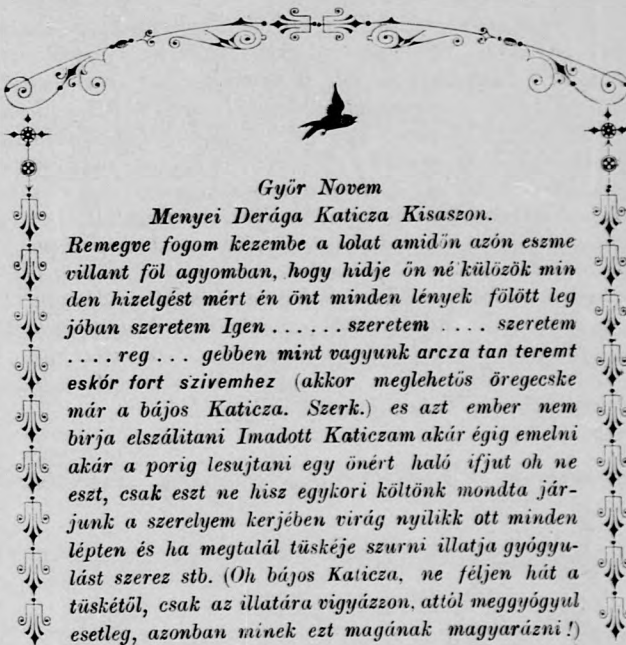 Győr Novem
Menyei Derága Katicza Kisaszon.
Remegve fogom kezembe a lolat amidőn azón eszme
villant föl agyomban, hogy hidje ön né külözök min
den hizelgést mért én önt minden lények fölött leg
jóban szeretem Igen . . . . . . szeretem . . . . szeretem
. . . . reg . . . gebben mint vagyunk arcza tan teremt
eskór fort szivemhez (akkor meglehetős öregecske
már a bájos Katicza. Szerk.) es azt ember nem
birja elszálitani Imadott Katiczam akár égig emelni
akár a porig lesujtani egy önért haló ifjut oh ne
eszt, csak eszt ne hisz egykori költönk mondta jár-
junk a szerelyem kerjében virág nyilikk ott minden
lépten és ha megtalál tüskéje szurni illatja gyógyu-
lást szerez stb. (Oh bájos Katicza, ne féljen hát a
tüskétől, csak az illatára vigyázzon, attól meggyógyul
esetleg, azonban minek ezt magának magyarázni!)